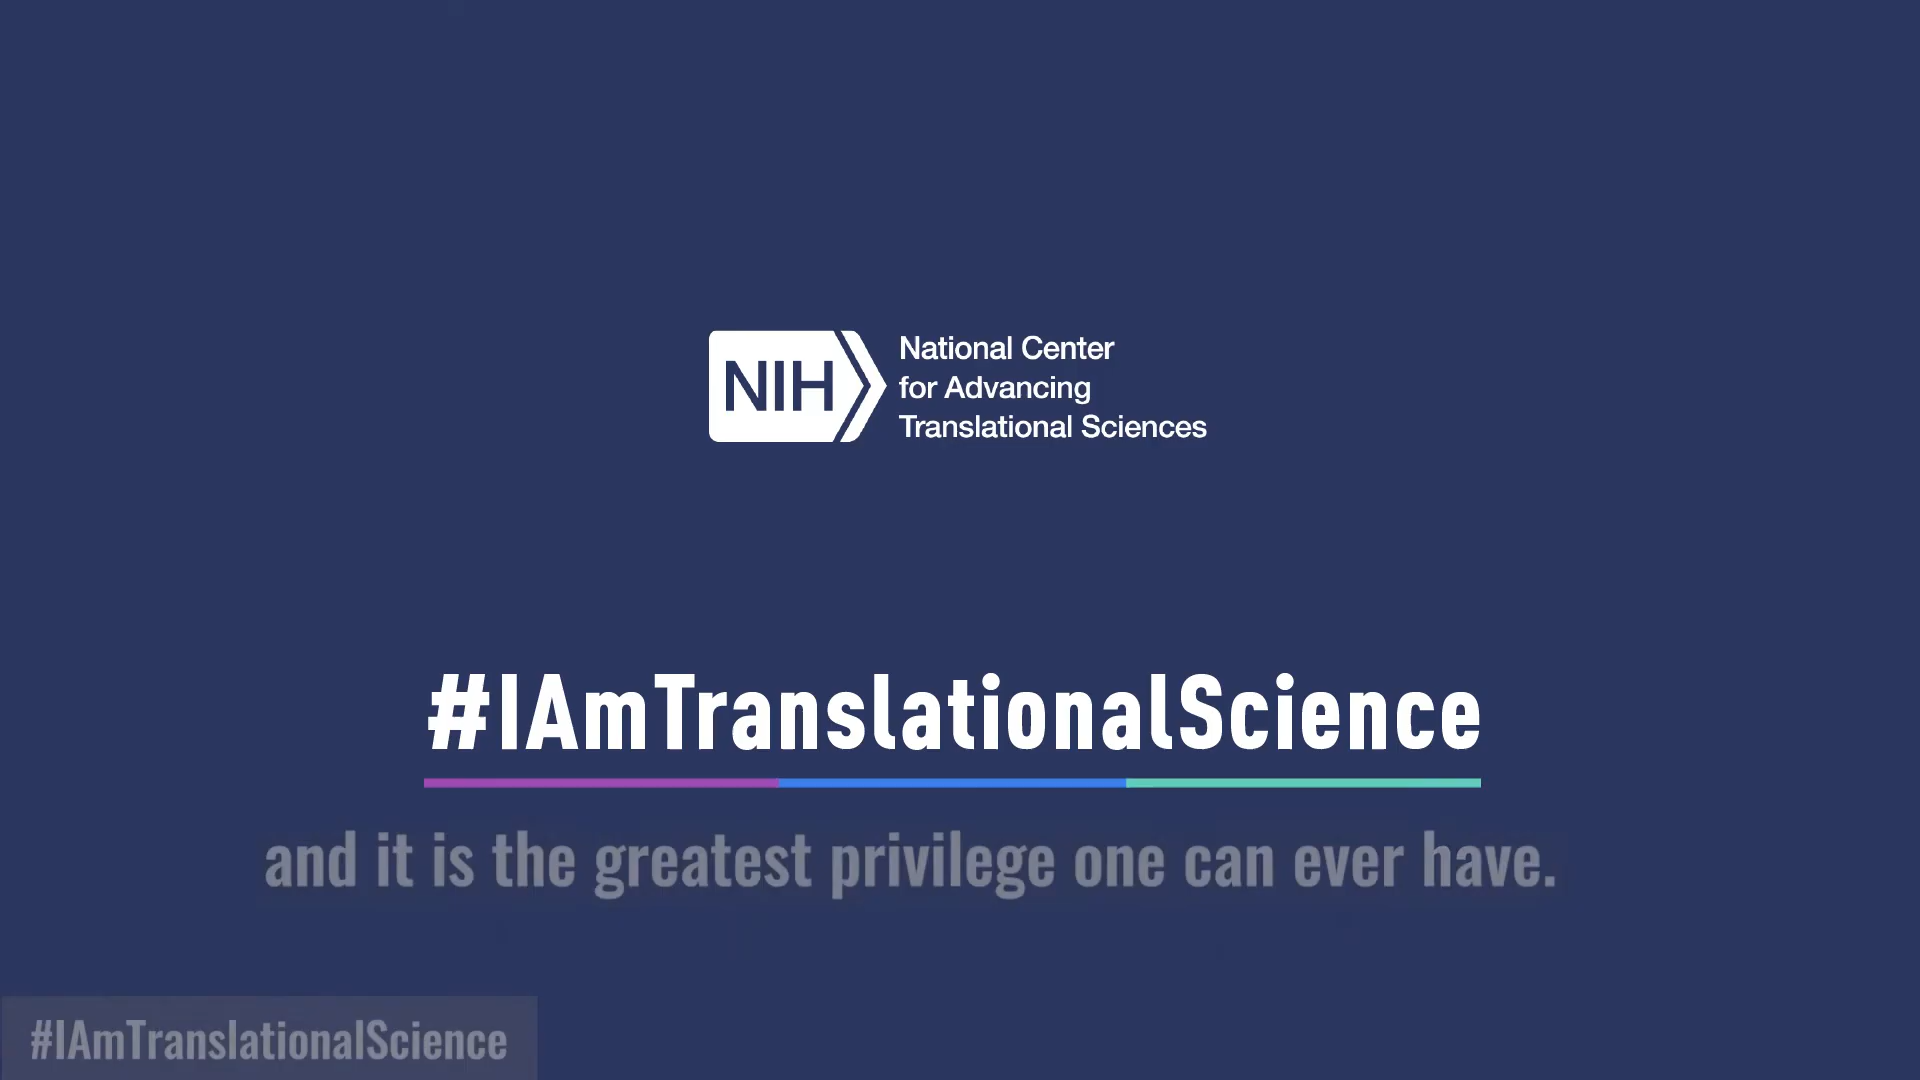 NIH
National Center
for Advancing
Translational Sciences
#IAmTranslationalScience
and it is the greatest privilege one can ever have.
#IAmTranslationalScience